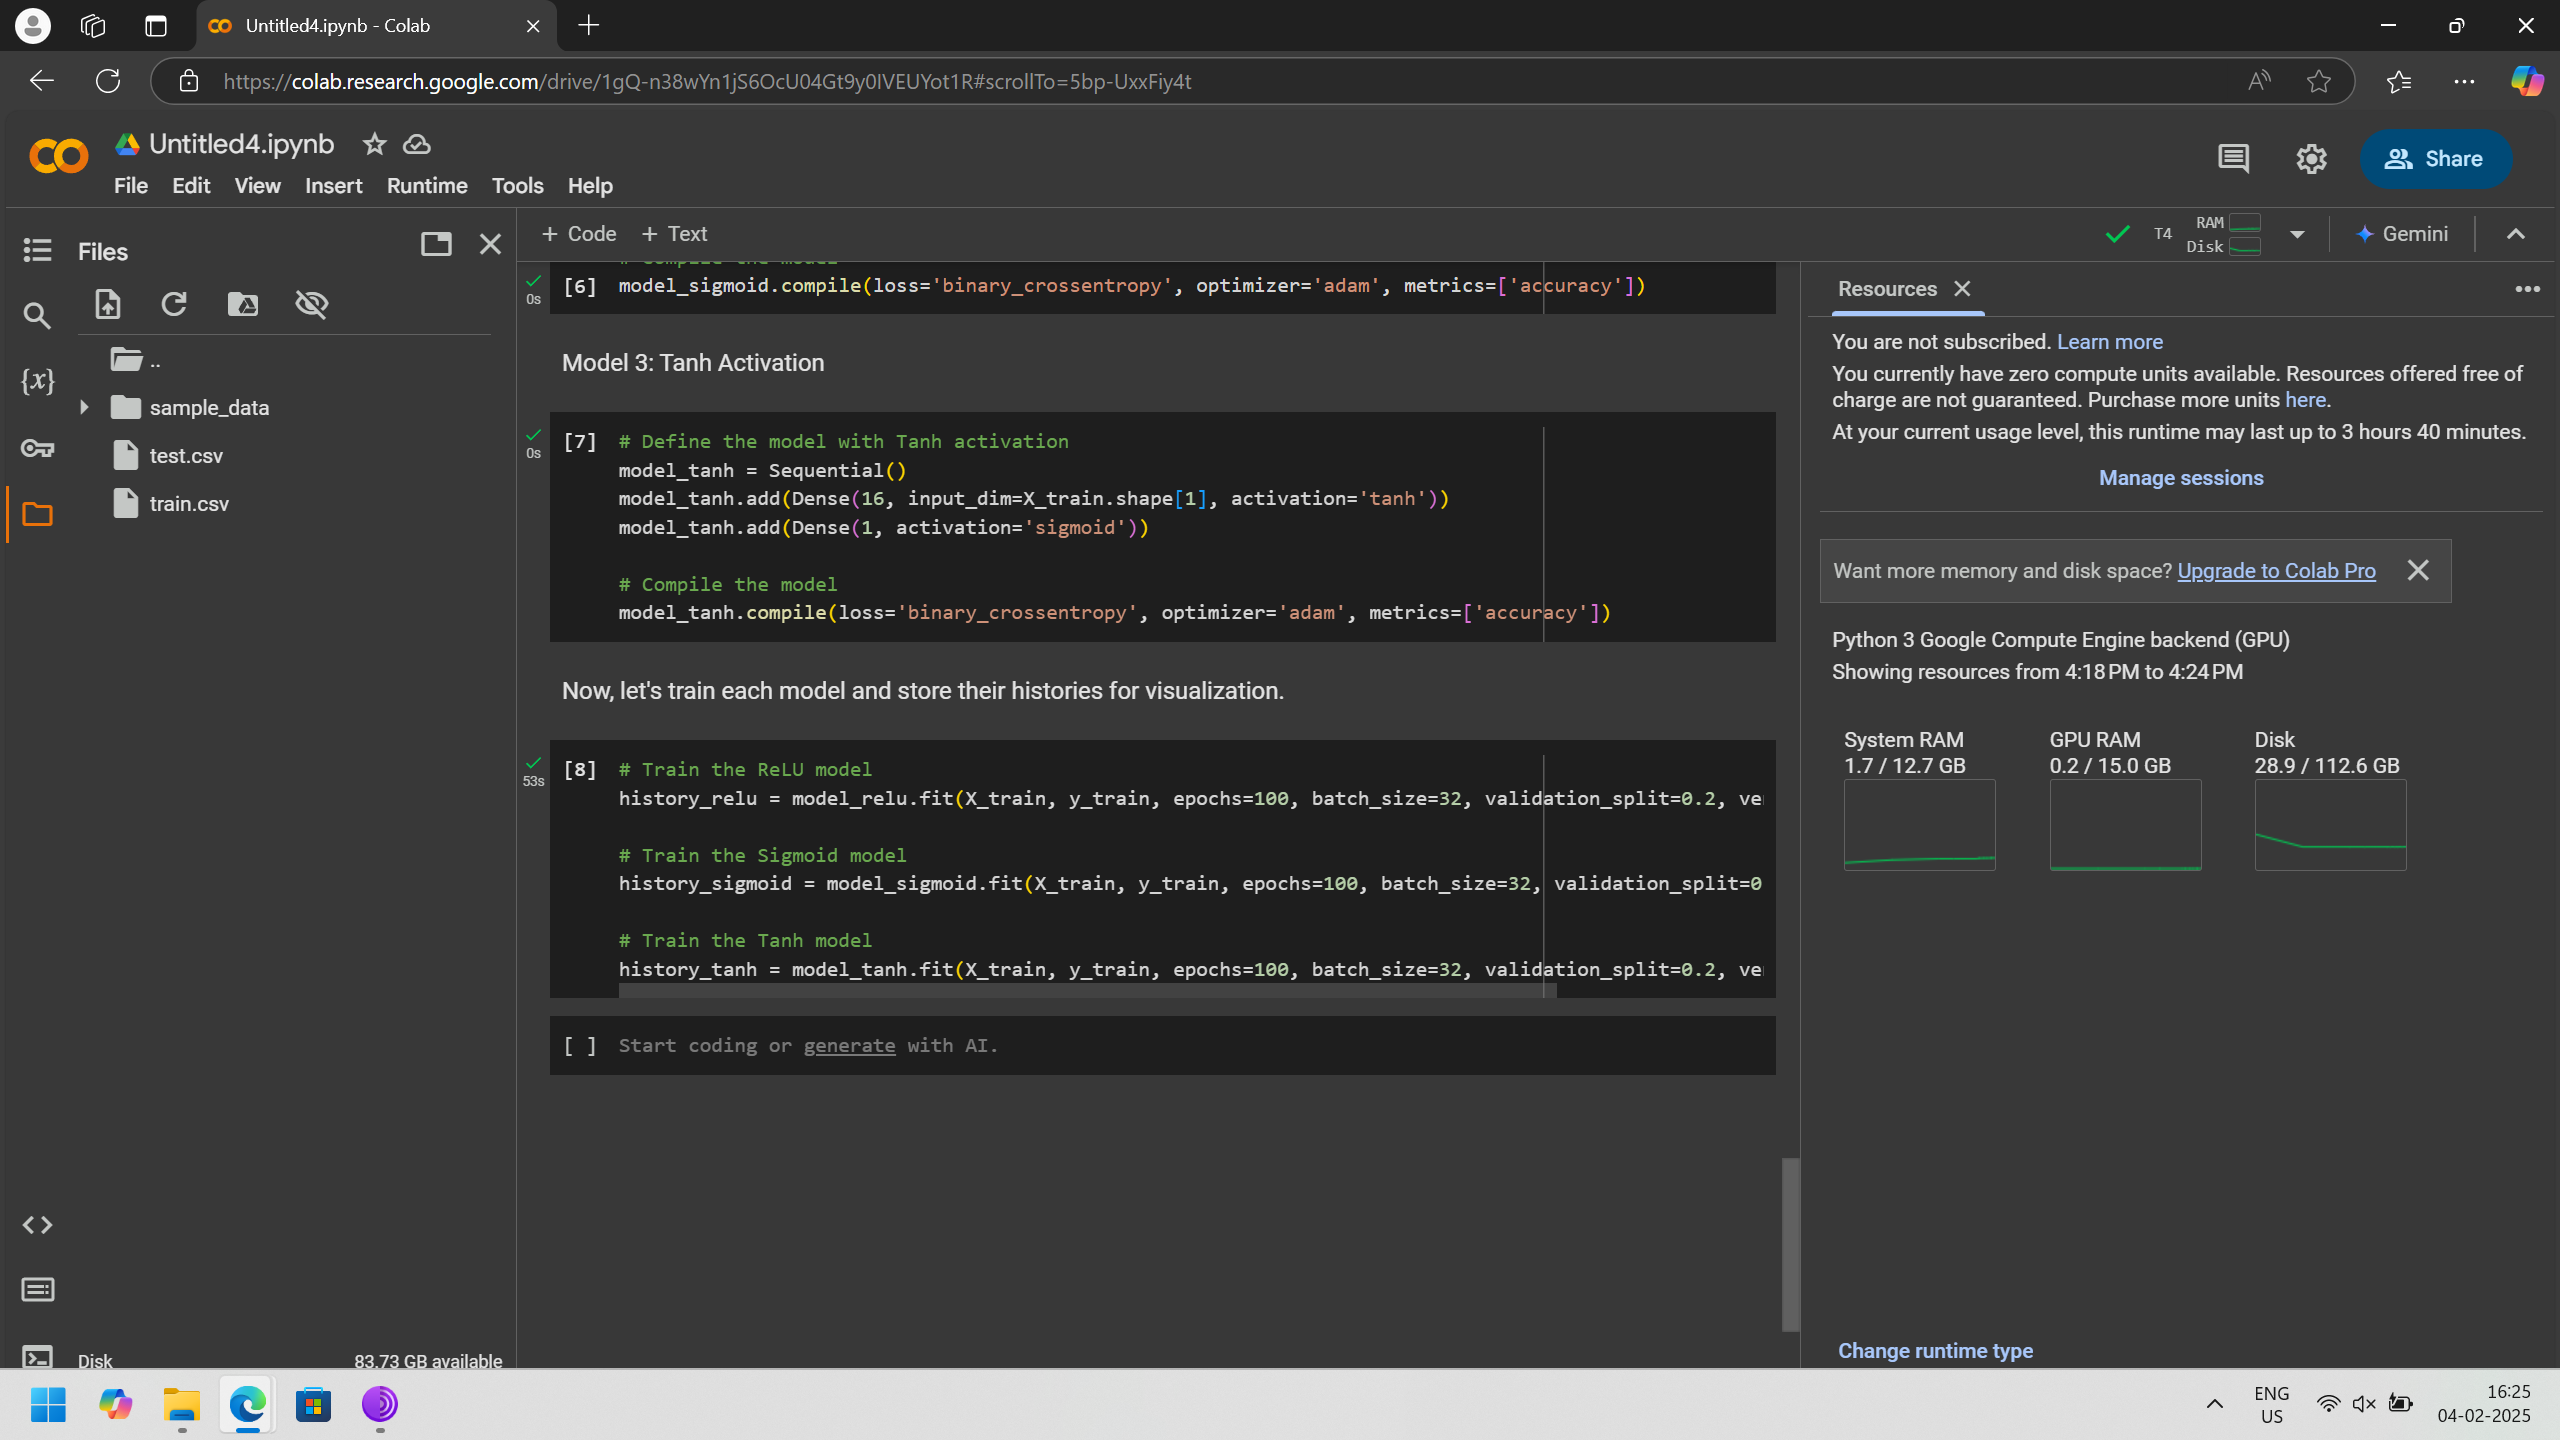 Untitled4.ipynb - Colab
https://colab.research.google.com/drive/1gQ-n38wYn1jS6OcU04Gt9y0IVEUYot1R#scrollTo=5bp-UxxFiy4t
Untitled4.ipynb
File Edit View Insert Runtime Tools Help
Share
Files
..
sample_data
test.csv
train.csv
Disk 83.73 GB available
+ Code + Text
T4 RAM Disk
Gemini
0s
[6] model_sigmoid.compile(loss='binary_crossentropy', optimizer='adam', metrics=['accuracy'])
Model 3: Tanh Activation
0s
[7] # Define the model with Tanh activation
model_tanh = Sequential()
model_tanh.add(Dense(16, input_dim=X_train.shape[1], activation='tanh'))
model_tanh.add(Dense(1, activation='sigmoid'))
# Compile the model
model_tanh.compile(loss='binary_crossentropy', optimizer='adam', metrics=['accuracy'])
Now, let's train each model and store their histories for visualization.
53s
[8] # Train the ReLU model
history_relu = model_relu.fit(X_train, y_train, epochs=100, batch_size=32, validation_split=0.2, ve
# Train the Sigmoid model
history_sigmoid = model_sigmoid.fit(X_train, y_train, epochs=100, batch_size=32, validation_split=0
# Train the Tanh model
history_tanh = model_tanh.fit(X_train, y_train, epochs=100, batch_size=32, validation_split=0.2, ve
[ ] Start coding or generate with AI.
Resources
You are not subscribed. Learn more
You currently have zero compute units available. Resources offered free of
charge are not guaranteed. Purchase more units here.
At your current usage level, this runtime may last up to 3 hours 40 minutes.
Manage sessions
Want more memory and disk space? Upgrade to Colab Pro
Python 3 Google Compute Engine backend (GPU)
Showing resources from 4:18 PM to 4:24 PM
System RAM
1.7 / 12.7 GB
GPU RAM
0.2 / 15.0 GB
Disk
28.9 / 112.6 GB
Change runtime type
ENG
US
16:25
04-02-2025